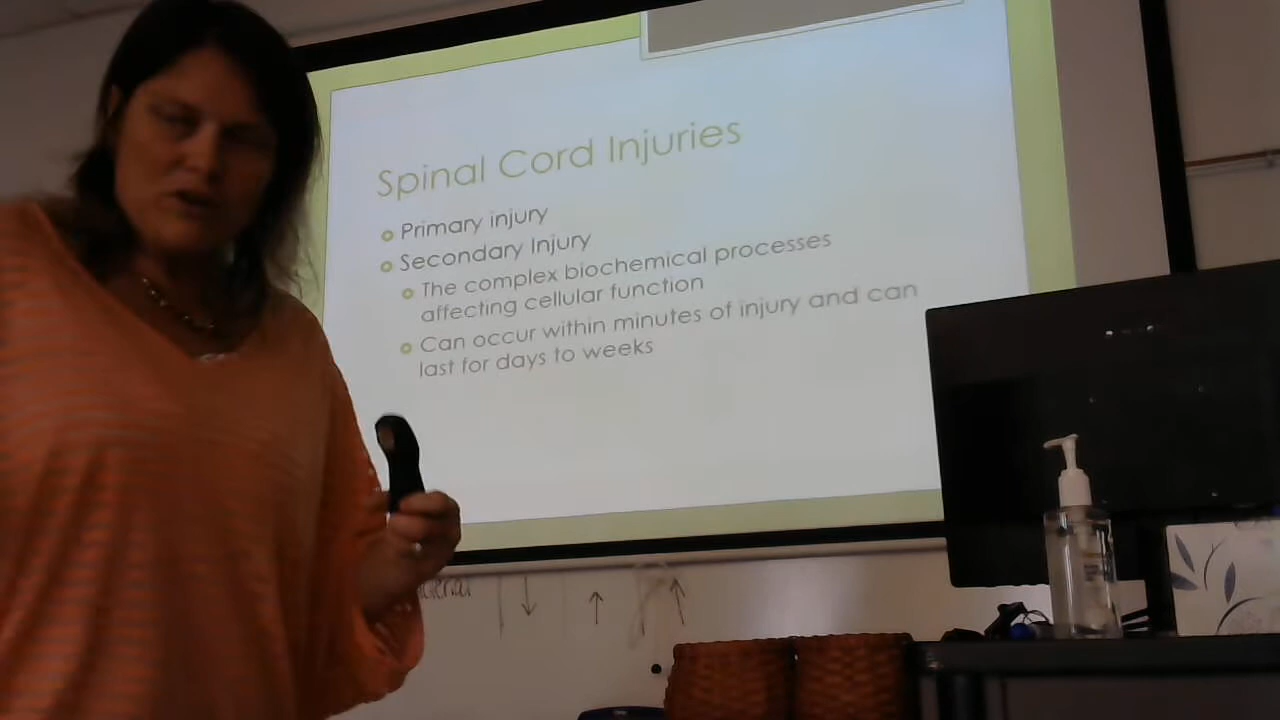 Spinal Cord Injuries
Primary injury
Secondary Injury
The complex biochemical processes
affecting cellular function
Can occur within minutes of injury and can
last for days to weeks